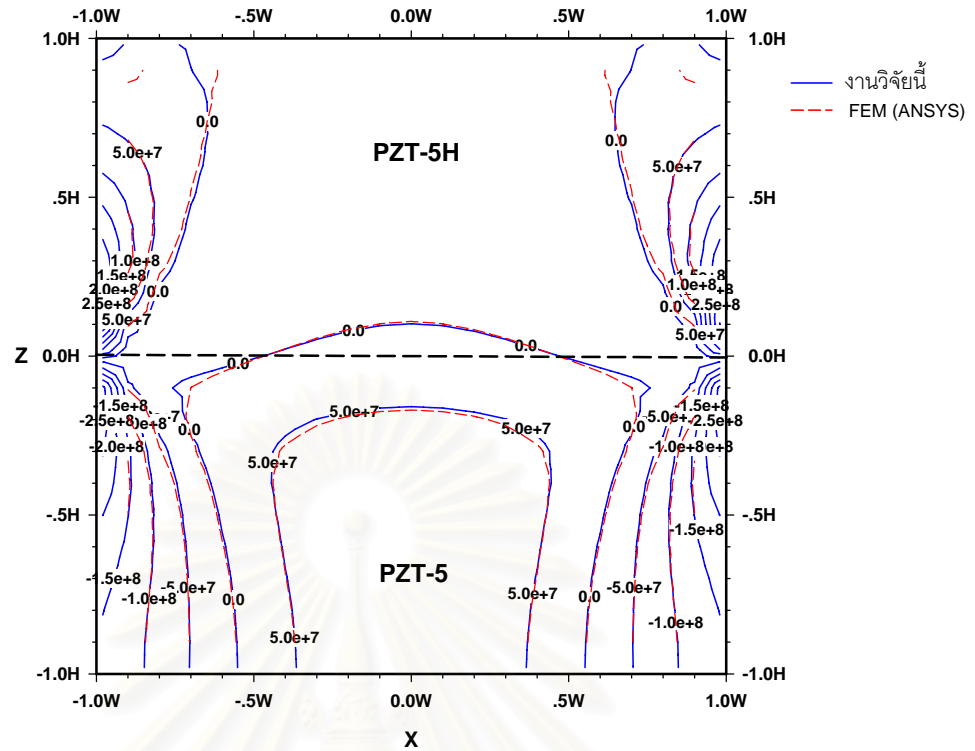 -1.0W -.5W 0.0W .5W 1.0W
1.0H 1.0H
งานวิจัยนี้
FEM (ANSYS)
0.0 0.0
PZT-5H
5.0e+7 5.0e+7
.5H .5H
1.0e+8
1.5e+8 1.0e+8
2.0e+8
0.0 0.0
2.5e+8 2.5e+8
5.0e+7 5.0e+7
0.0 0.0
Z 0.0H 0.0H
0.0
-1.5e+8 5.0e+7 -1.5e+8
-2.5e+8 0.0 5.0e+7 0.0 -2.5e+8
-2.0e+8 5.0e+7 -1.0e+8
-.5H -.5H
-1.5e+8
PZT-5
-5.0e+7 5.0e+7 -5.0e+7
-1.0e+8 0.0 0.0
5.0e+7 -1.0e+8
-1.0H -1.0H
-1.0W -.5W 0.0W .5W 1.0W
X